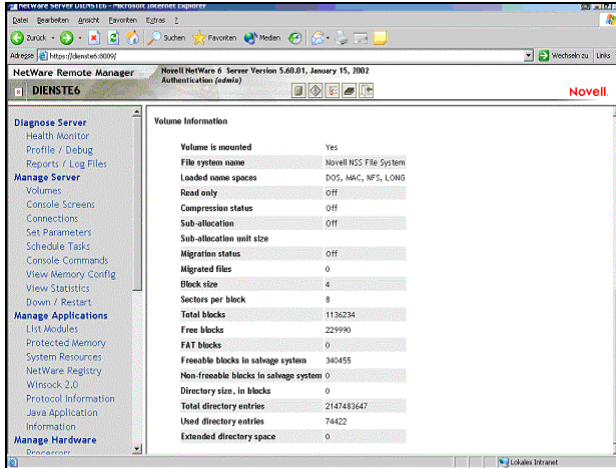 NetWare Server DIENSTE6 - Microsoft Internet Explorer
Datei Bearbeiten Ansicht Favoriten Extras ?
Zurück Suchen Favoriten Medien
Adresse https://dienste6:8009/ Wechseln zu Links
NetWare Remote Manager
Novell NetWare 6 Server Version 5.60.01, January 15, 2002
Authentication (admin)
DIENSTE6
Novell.
Diagnose Server
Health Monitor
Profile / Debug
Reports / Log Files
Manage Server
Volumes
Console Screens
Connections
Set Parameters
Schedule Tasks
Console Commands
View Memory Config
View Statistics
Down / Restart
Manage Applications
List Modules
Protected Memory
System Resources
NetWare Registry
Winsock 2.0
Protocol Information
Java Application
Information
Manage Hardware
Processors
Volume Information
Volume is mounted Yes
File system name Novell NSS File System
Loaded name spaces DOS, MAC, NFS, LONG
Read only Off
Compression status Off
Sub-allocation Off
Sub-allocation unit size
Migration status Off
Migrated files 0
Block size 4
Sectors per block 8
Total blocks 1136234
Free blocks 229990
FAT blocks 0
Freeable blocks in salvage system 340455
Non-freeable blocks in salvage system 0
Directory size, in blocks 0
Total directory entries 2147483647
Used directory entries 74422
Extended directory space 0
Lokales Intranet